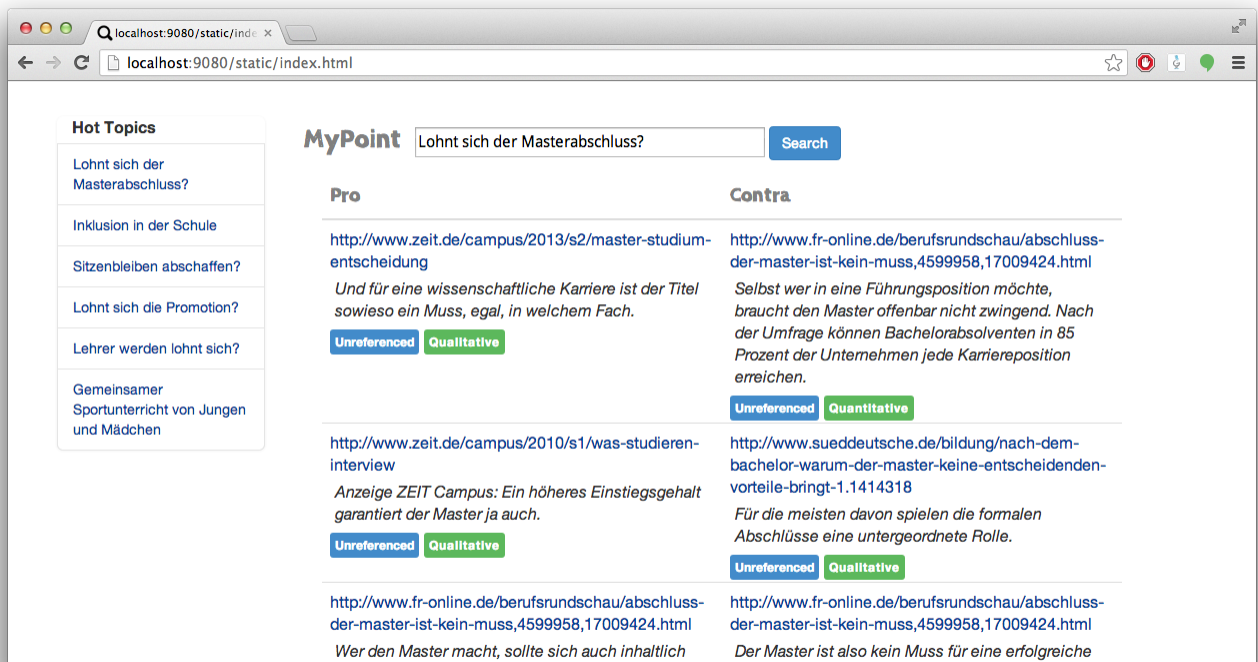 localhost:9080/static/inde
localhost:9080/static/index.html
Hot Topics
Lohnt sich der
Masterabschluss?
Inklusion in der Schule
Sitzenbleiben abschaffen?
Lohnt sich die Promotion?
Lehrer werden lohnt sich?
Gemeinsamer
Sportunterricht von Jungen
und Mädchen
MyPoint
Lohnt sich der Masterabschluss?
Search
Pro
http://www.zeit.de/campus/2013/s2/master-studium-
entscheidung
Und für eine wissenschaftliche Karriere ist der Titel
sowieso ein Muss, egal, in welchem Fach.
Unreferenced Qualitative
http://www.zeit.de/campus/2010/s1/was-studieren-
interview
Anzeige ZEIT Campus: Ein höheres Einstiegsgehalt
garantiert der Master ja auch.
Unreferenced Qualitative
http://www.fr-online.de/berufsrundschau/abschluss-
der-master-ist-kein-muss,4599958,17009424.html
Wer den Master macht, sollte sich auch inhaltlich
Contra
http://www.fr-online.de/berufsrundschau/abschluss-
der-master-ist-kein-muss,4599958,17009424.html
Selbst wer in eine Führungsposition möchte,
braucht den Master offenbar nicht zwingend. Nach
der Umfrage können Bachelorabsolventen in 85
Prozent der Unternehmen jede Karriereposition
erreichen.
Unreferenced Quantitative
http://www.sueddeutsche.de/bildung/nach-dem-
bachelor-warum-der-master-keine-entscheidenden-
vorteile-bringt-1.1414318
Für die meisten davon spielen die formalen
Abschlüsse eine untergeordnete Rolle.
Unreferenced Qualitative
http://www.fr-online.de/berufsrundschau/abschluss-
der-master-ist-kein-muss,4599958,17009424.html
Der Master ist also kein Muss für eine erfolgreiche